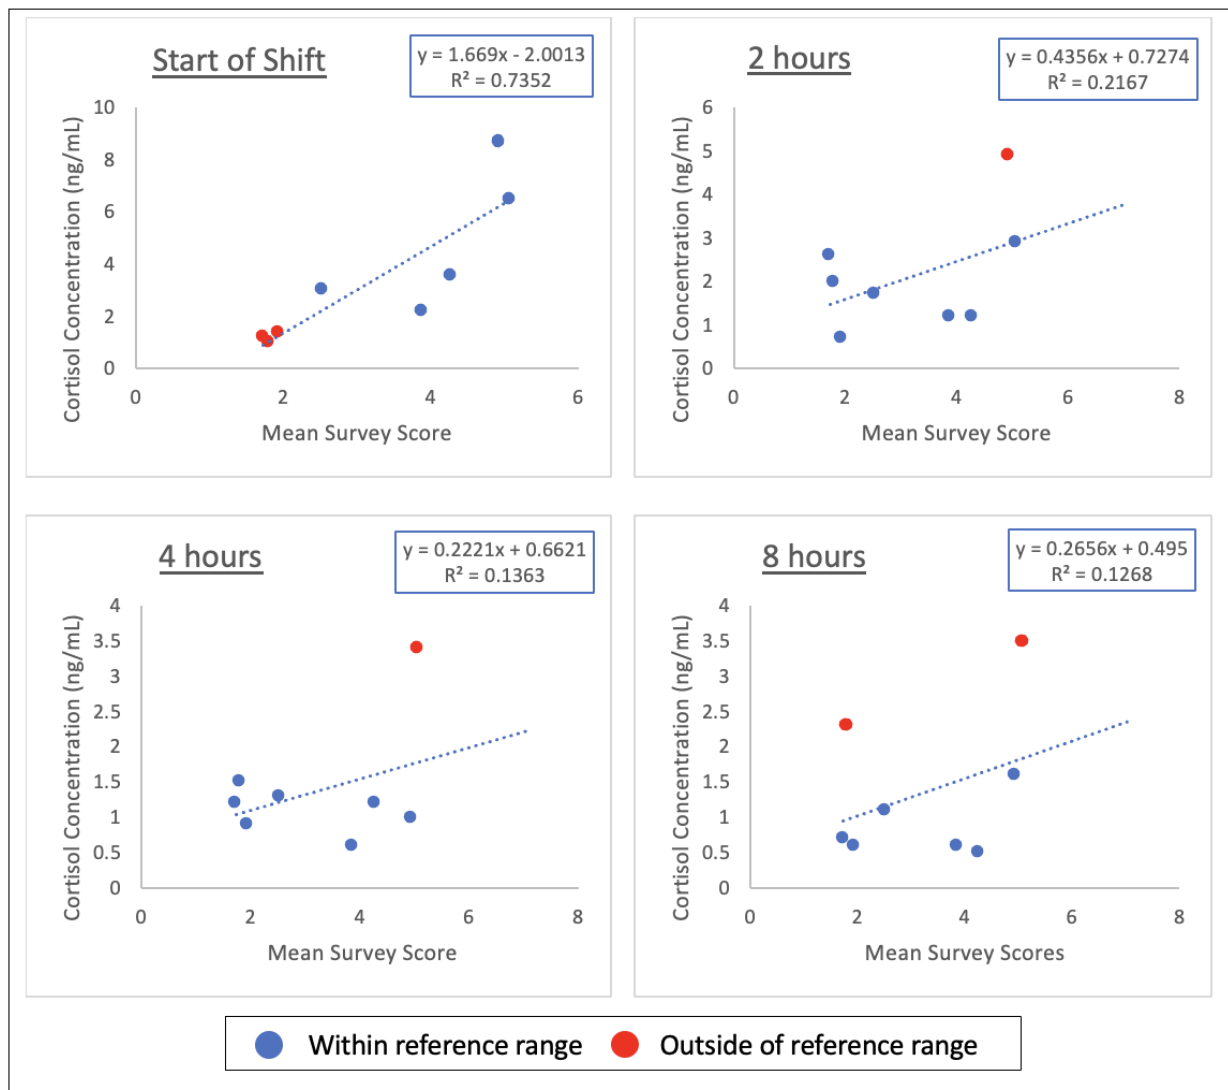 Start of Shift
y = 1.669x - 2.0013
R² = 0.7352
Cortisol Concentration (ng/mL)
10
8
6
4
2
0
0 2 4 6
Mean Survey Score
2 hours
y = 0.4356x + 0.7274
R² = 0.2167
Cortisol Concentration (ng/mL)
6
5
4
3
2
1
0
0 2 4 6 8
Mean Survey Score
4 hours
y = 0.2221x + 0.6621
R² = 0.1363
Cortisol Concentration (ng/mL)
4
3.5
3
2.5
2
1.5
1
0.5
0
0 2 4 6 8
Mean Survey Score
8 hours
y = 0.2656x + 0.495
R² = 0.1268
Cortisol Concentration (ng/mL)
4
3.5
3
2.5
2
1.5
1
0.5
0
0 2 4 6 8
Mean Survey Scores
Within reference range Outside of reference range